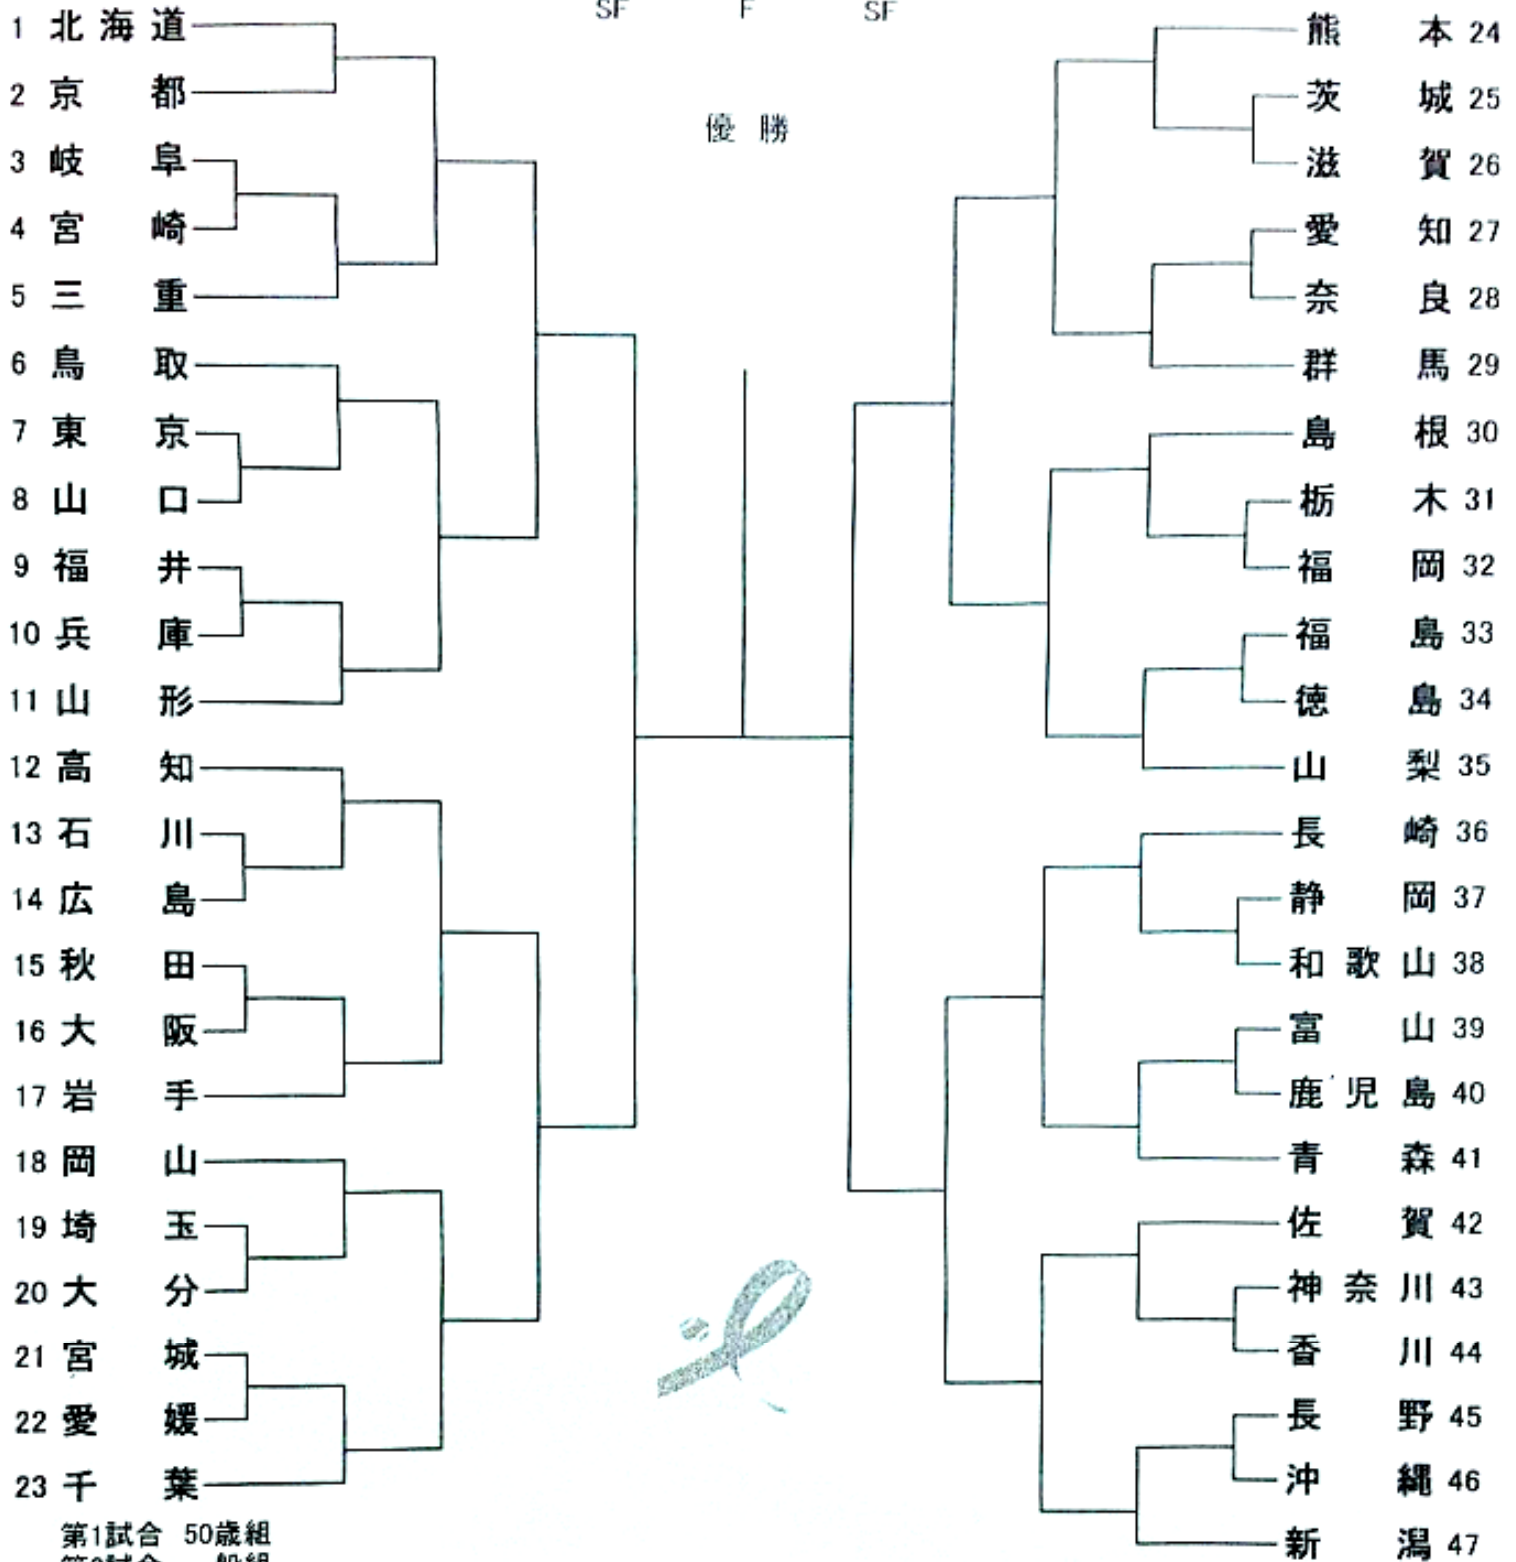 SF F SF
優勝
1 北海道
2 京都
3 岐阜
4 宮崎
5 三重
6 鳥取
7 東京
8 山口
9 福井
10 兵庫
11 山形
12 高知
13 石川
14 広島
15 秋田
16 大阪
17 岩手
18 岡山
19 埼玉
20 大分
21 宮城
22 愛媛
23 千葉
第1試合 50歳組
熊本 24
茨城 25
滋賀 26
愛知 27
奈良 28
群馬 29
島根 30
栃木 31
福岡 32
福島 33
徳島 34
山梨 35
長崎 36
静岡 37
和歌山 38
富山 39
鹿児島 40
青森 41
佐賀 42
神奈川 43
香川 44
長野 45
沖縄 46
新潟 47